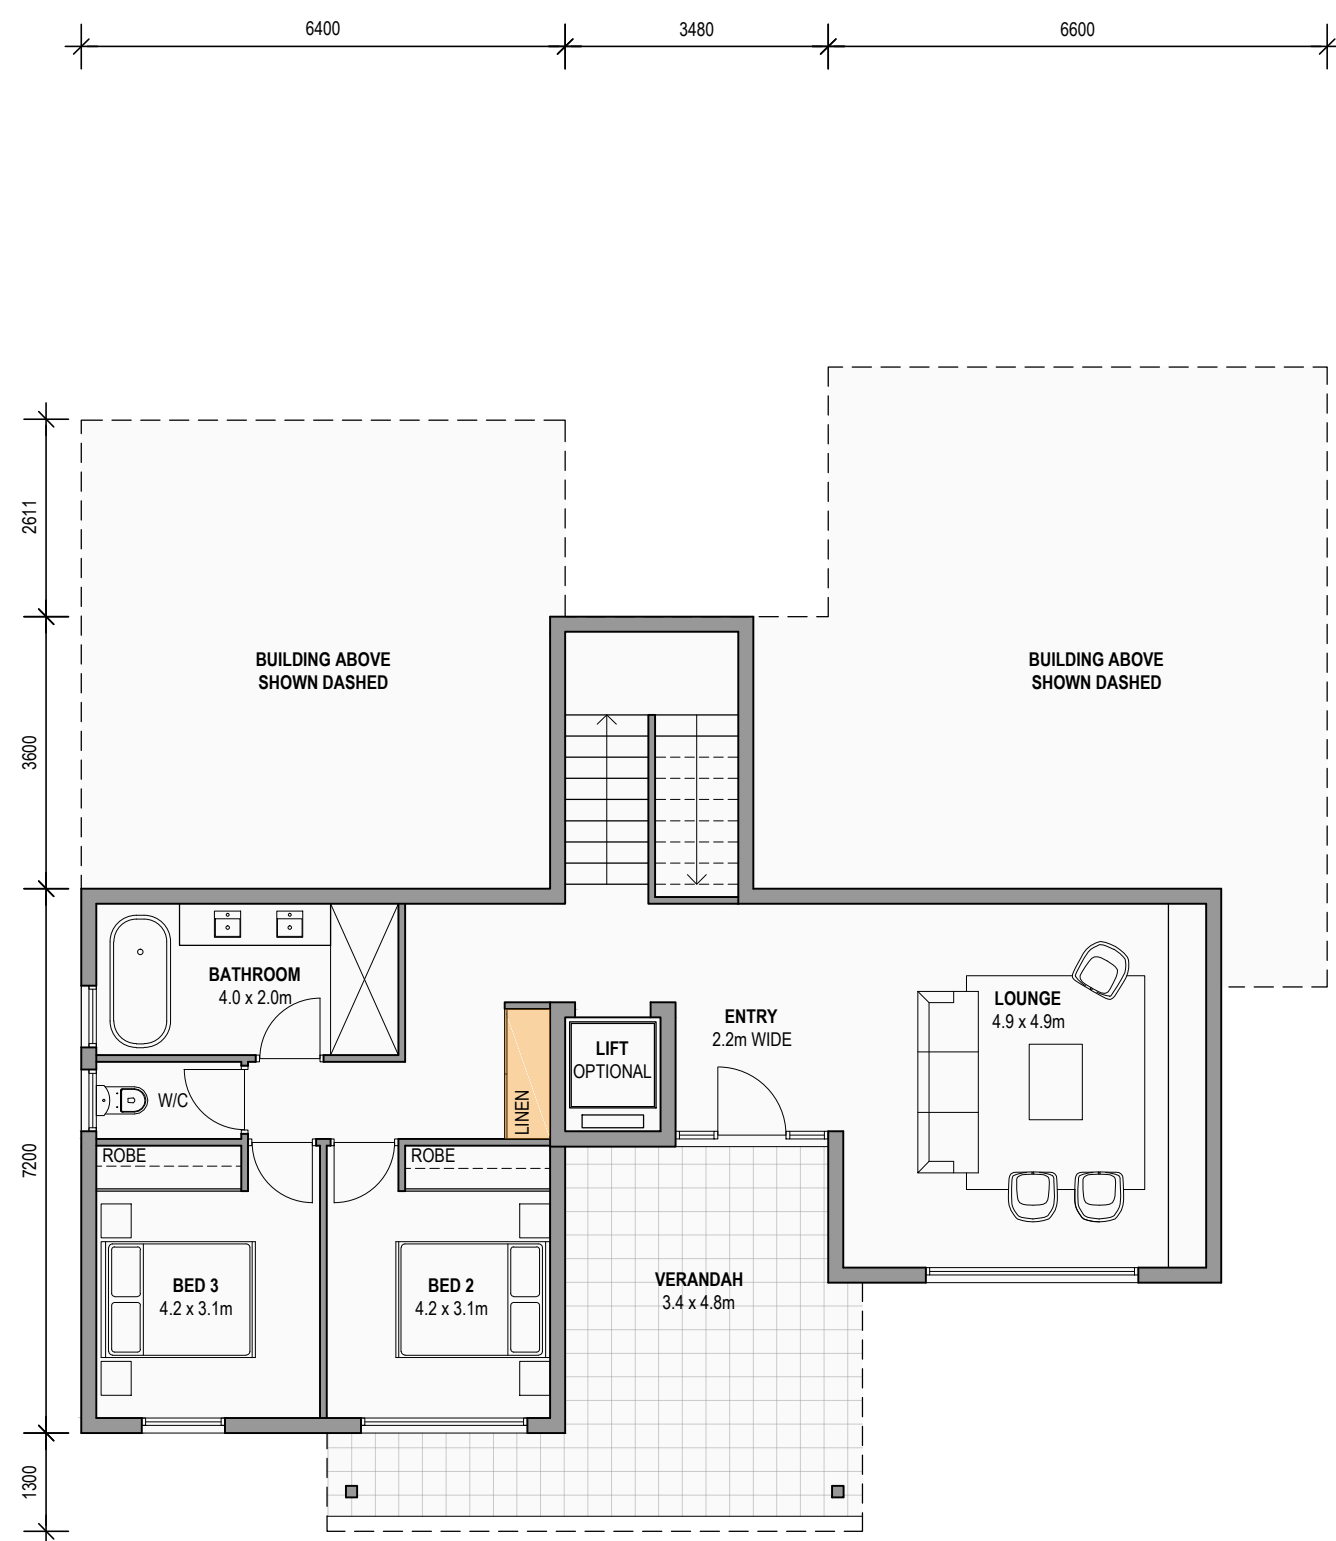 6400
3480
6600
2611
3600
7200
1300
BUILDING ABOVE
SHOWN DASHED
BUILDING ABOVE
SHOWN DASHED
BATHROOM
4.0 x 2.0m
LOUNGE
4.9 x 4.9m
ENTRY
2.2m WIDE
LIFT
OPTIONAL
LINEN
W/C
ROBE
ROBE
BED 3
4.2 x 3.1m
BED 2
4.2 x 3.1m
VERANDAH
3.4 x 4.8m